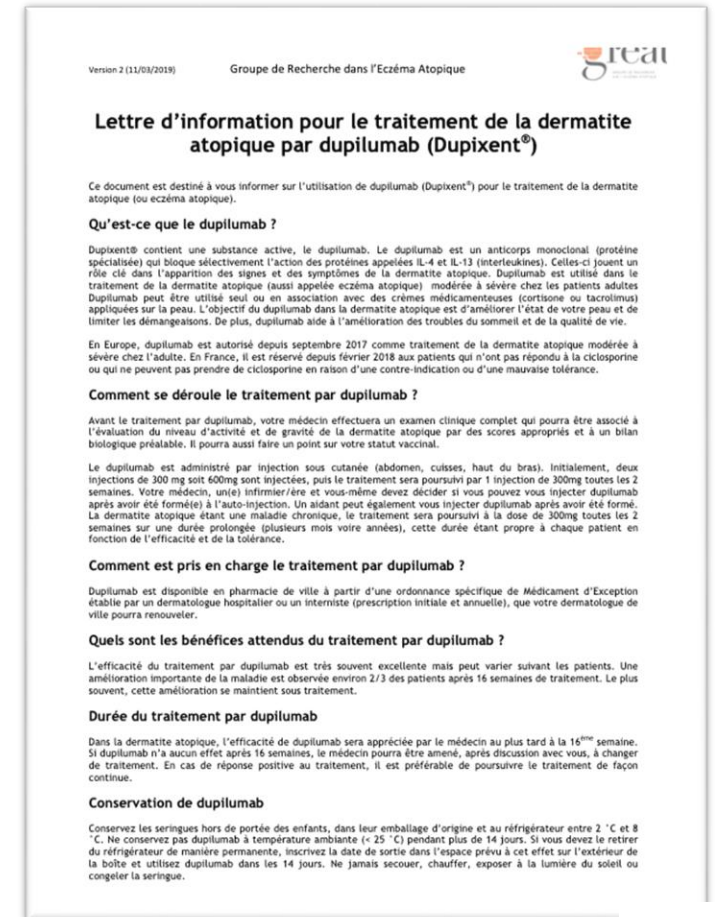 Version 2 (11/03/2019)
Groupe de Recherche dans l'Eczéma Atopique
great
Lettre d'information pour le traitement de la dermatite
atopique par dupilumab (Dupixent®)
Ce document est destiné à vous informer sur l'utilisation de dupilumab (Dupixent®) pour le traitement de la dermatite
atopique (ou eczéma atopique).
Qu'est-ce que le dupilumab ?
Dupixent® contient une substance active, le dupilumab. Le dupilumab est un anticorps monoclonal (protéine
spécialisée) qui bloque sélectivement l'action des protéines appelées IL-4 et IL-13 (interleukines). Celles-ci jouent un
rôle clé dans l'apparition des signes et des symptômes de la dermatite atopique. Dupilumab est utilisé dans le
traitement de la dermatite atopique (aussi appelée eczéma atopique) modérée à sévère chez les patients adultes
Dupilumab peut être utilisé seul ou en association avec des crèmes médicamenteuses (cortisone ou tacrolimus)
appliquées sur la peau. L'objectif du dupilumab dans la dermatite atopique est d'améliorer l'état de votre peau et de
limiter les démangeaisons. De plus, dupilumab aide à l'amélioration des troubles du sommeil et de la qualité de vie.
En Europe, dupilumab est autorisé depuis septembre 2017 comme traitement de la dermatite atopique modérée à
sévère chez l'adulte. En France, il est réservé depuis février 2018 aux patients qui n'ont pas répondu à la ciclosporine
ou qui ne peuvent pas prendre de ciclosporine en raison d'une contre-indication ou d'une mauvaise tolérance.
Comment se déroule le traitement par dupilumab ?
Avant le traitement par dupilumab, votre médecin effectuera un examen clinique complet qui pourra être associé à
l'évaluation du niveau d'activité et de gravité de la dermatite atopique par des scores appropriés et à un bilan
biologique préalable. Il pourra aussi faire un point sur votre statut vaccinal.
Le dupilumab est administré par injection sous cutanée (abdomen, cuisses, haut du bras). Initialement, deux
injections de 300 mg soit 600mg sont injectées, puis le traitement sera poursuivi par 1 injection de 300mg toutes les 2
semaines. Votre médecin, un(e) infirmier/ère et vous-même devez décider si vous pouvez vous injecter dupilumab
après avoir été formé(e) à l'auto-injection. Un aidant peut également vous injecter dupilumab après avoir été formé.
La dermatite atopique étant une maladie chronique, le traitement sera poursuivi à la dose de 300mg toutes les 2
semaines sur une durée prolongée (plusieurs mois voire années), cette durée étant propre à chaque patient en
fonction de l'efficacité et de la tolérance.
Comment est pris en charge le traitement par dupilumab ?
Dupilumab est disponible en pharmacie de ville à partir d'une ordonnance spécifique de Médicament d'Exception
établie par un dermatologue hospitalier ou un interniste (prescription initiale et annuelle), que votre dermatologue de
ville pourra renouveler.
Quels sont les bénéfices attendus du traitement par dupilumab ?
L'efficacité du traitement par dupilumab est très souvent excellente mais peut varier suivant les patients. Une
amélioration importante de la maladie est observée environ 2/3 des patients après 16 semaines de traitement. Le plus
souvent, cette amélioration se maintient sous traitement.
Durée du traitement par dupilumab
Dans la dermatite atopique, l'efficacité de dupilumab sera appréciée par le médecin au plus tard à la 16ème semaine.
Si dupilumab n'a aucun effet après 16 semaines, le médecin pourra être amené, après discussion avec vous, à changer
de traitement. En cas de réponse positive au traitement, il est préférable de poursuivre le traitement de façon
continue.
Conservation de dupilumab
Conservez les seringues hors de portée des enfants, dans leur emballage d'origine et au réfrigérateur entre 2 °C et 8
°C. Ne conservez pas dupilumab à température ambiante (< 25 °C) pendant plus de 14 jours. Si vous devez le retirer
du réfrigérateur de manière permanente, inscrivez la date de sortie dans l'espace prévu à cet effet sur l'extérieur de
la boîte et utilisez dupilumab dans les 14 jours. Ne jamais secouer, chauffer, exposer à la lumière du soleil ou
congeler la seringue.